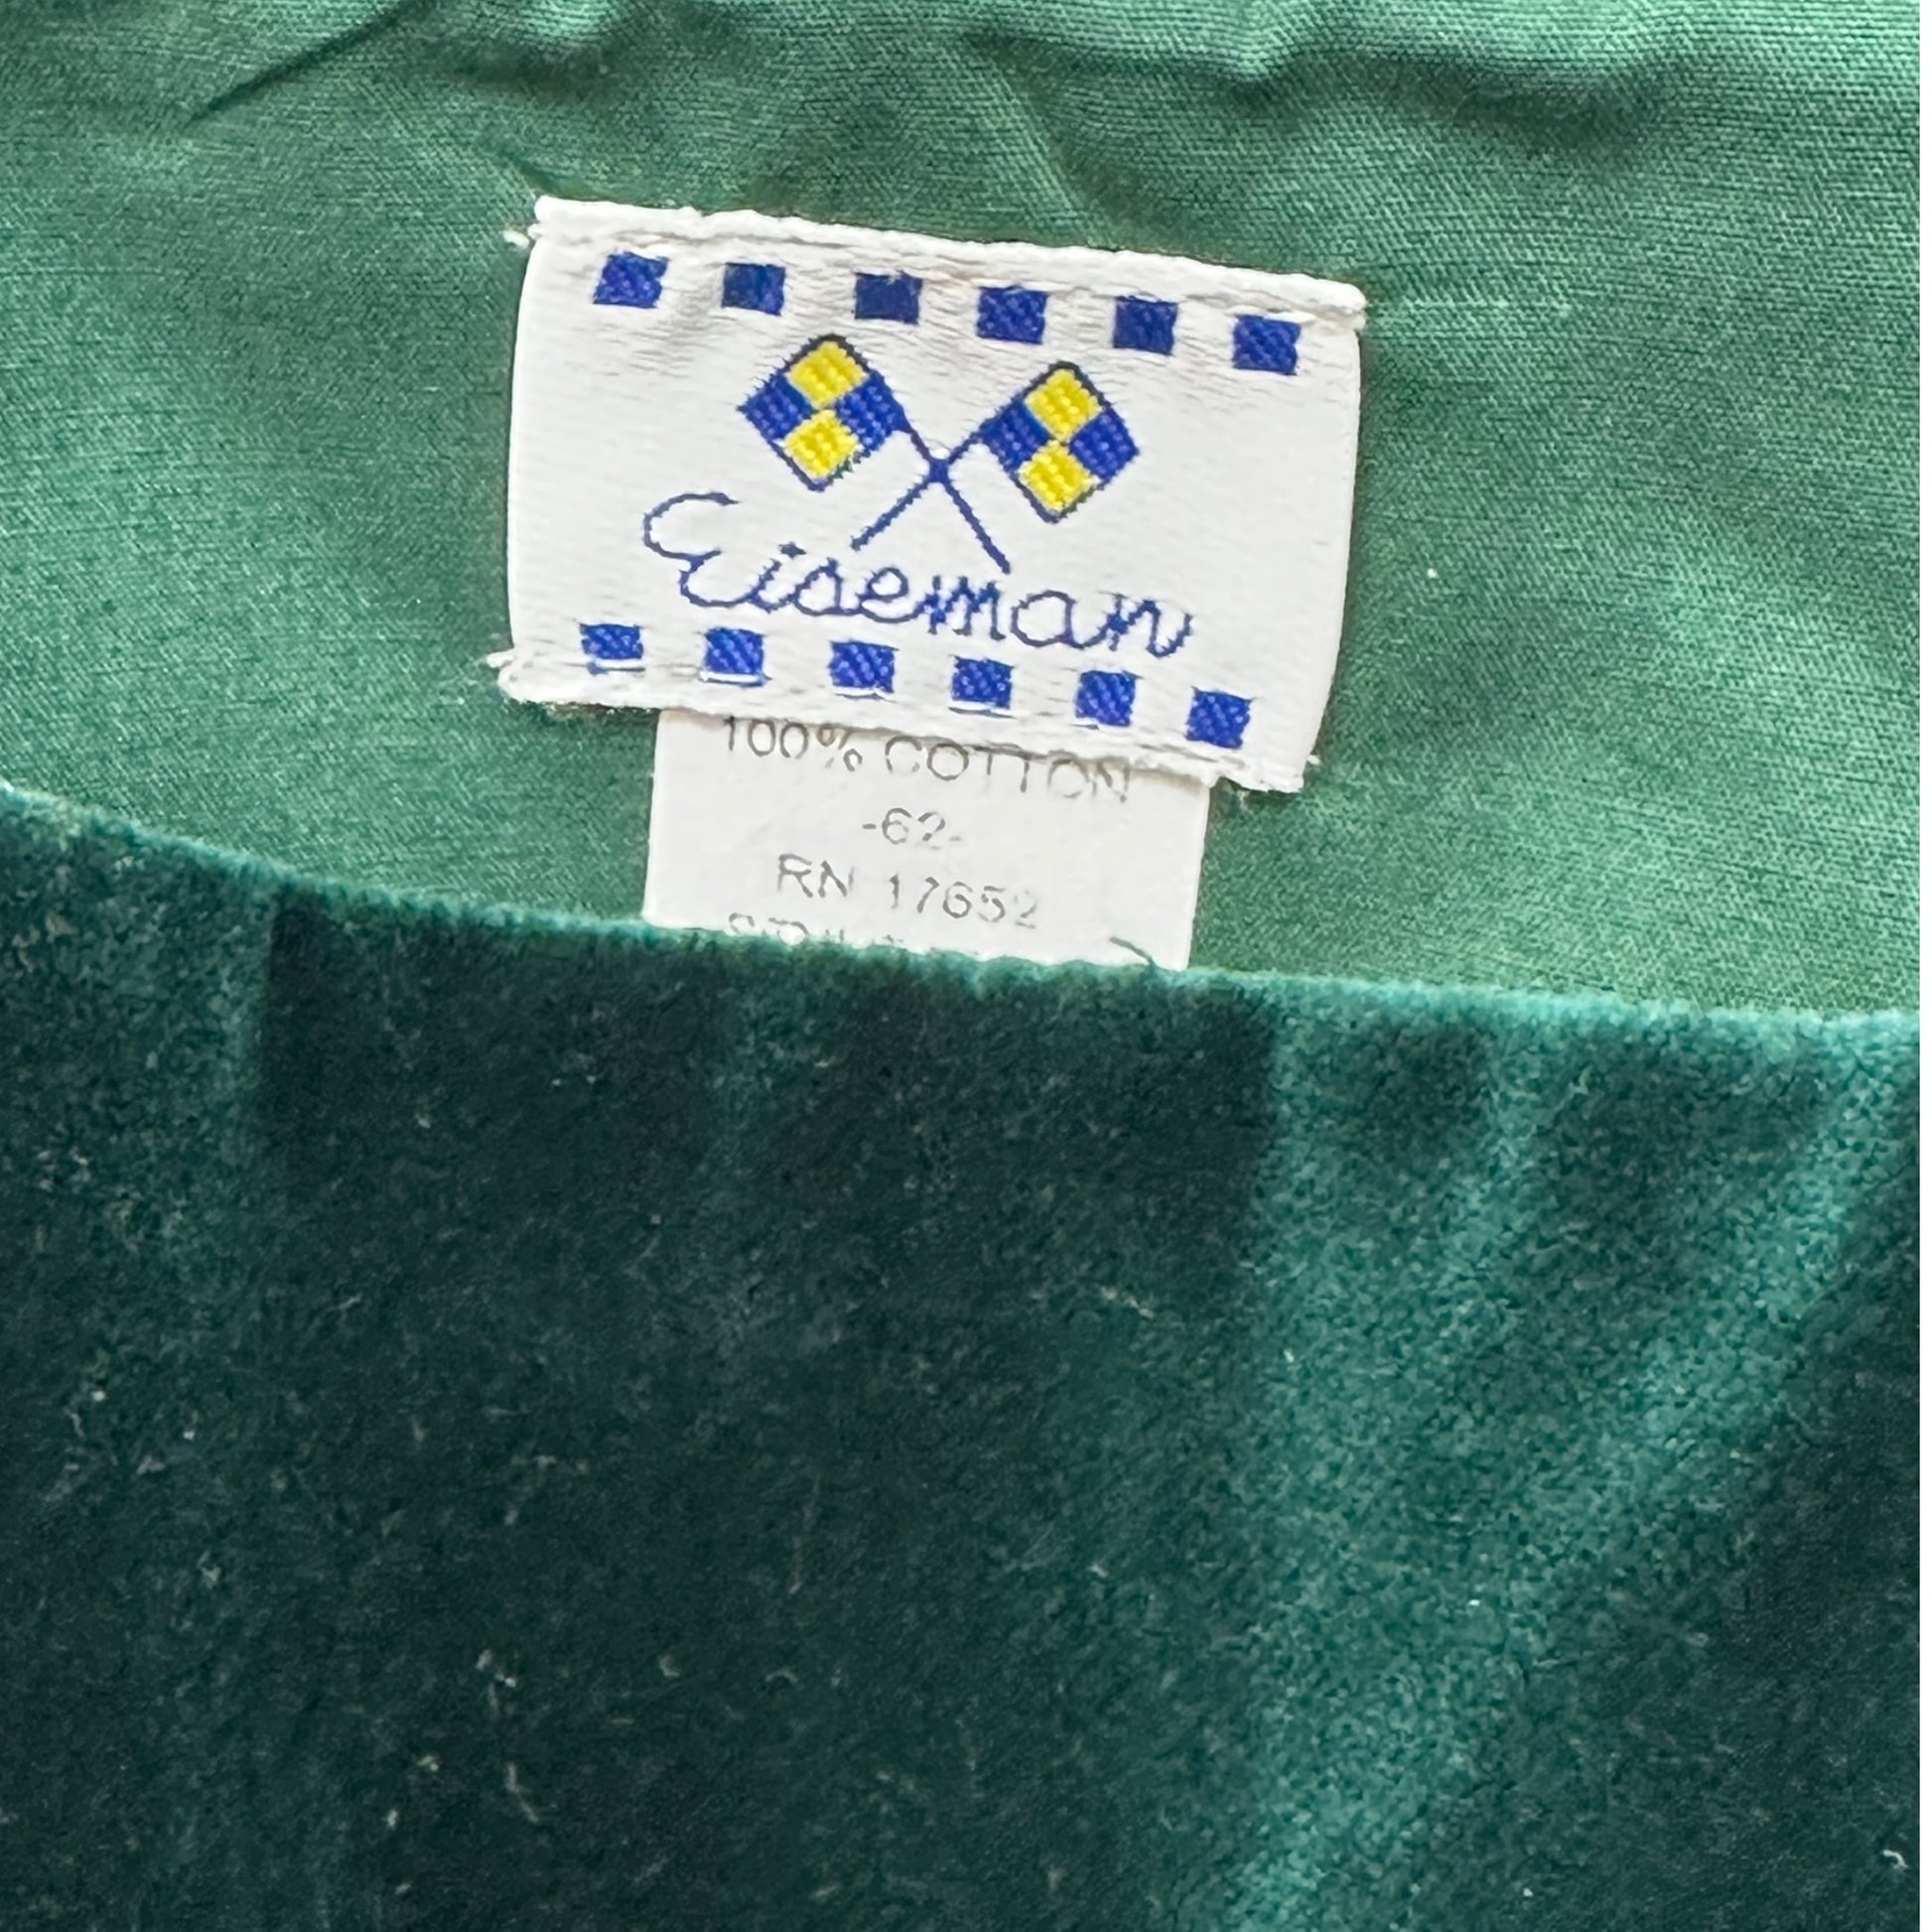 Eiseman
100% COTTON
-62-
RN 17652